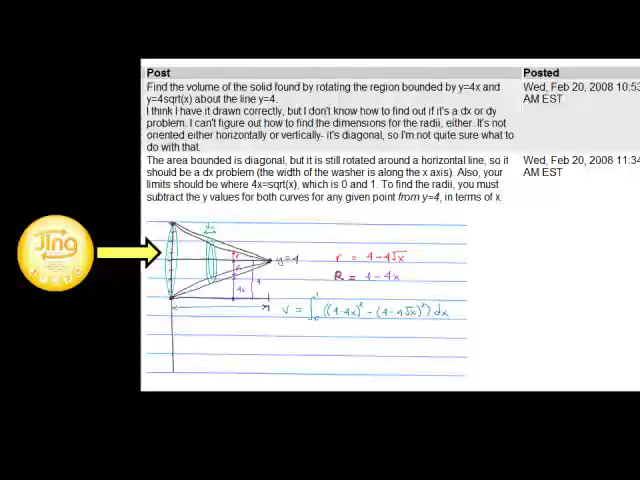 Post Posted
Find the volume of the solid found by rotating the region bounded by y=4x and Wed, Feb 20, 2008 10:53
y=4sqrt(x) about the line y=4. AM EST
I think I have it drawn correctly, but I don't know how to find out if it's a dx or dy
problem. I can't figure out how to find the dimensions for the radii, either. It's not
oriented either horizontally or vertically- it's diagonal, so I'm not quite sure what to
do with that.
The area bounded is diagonal, but it is still rotated around a horizontal line, so it Wed, Feb 20, 2008 11:34
should be a dx problem (the width of the washer is along the x axis). Also, your AM EST
limits should be where 4x=sqrt(x), which is 0 and 1. To find the radii, you must
subtract the y values for both curves for any given point from y=4, in terms of x.
Jing
y=4
r = 4-4√x
R = 4-4x
V = ∫₀¹ ((4-4x)² - (4-4√x)²) dx